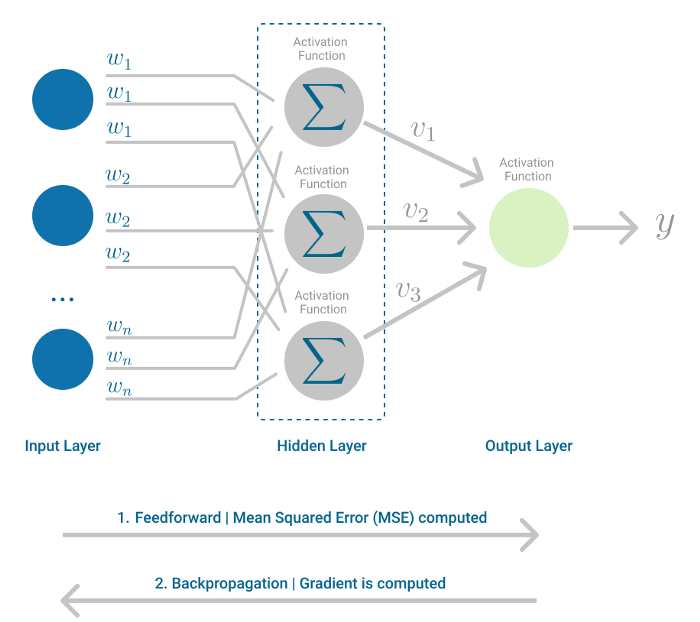 Activation
Function
w1
∑
w1
w1
v1
Activation
Function
Activation
Function
w2
∑
v2
w2
y
w2
Activation
Function
v3
...
wn
∑
wn
wn
Input Layer
Hidden Layer
Output Layer
1. Feedforward | Mean Squared Error (MSE) computed
2. Backpropagation | Gradient is computed